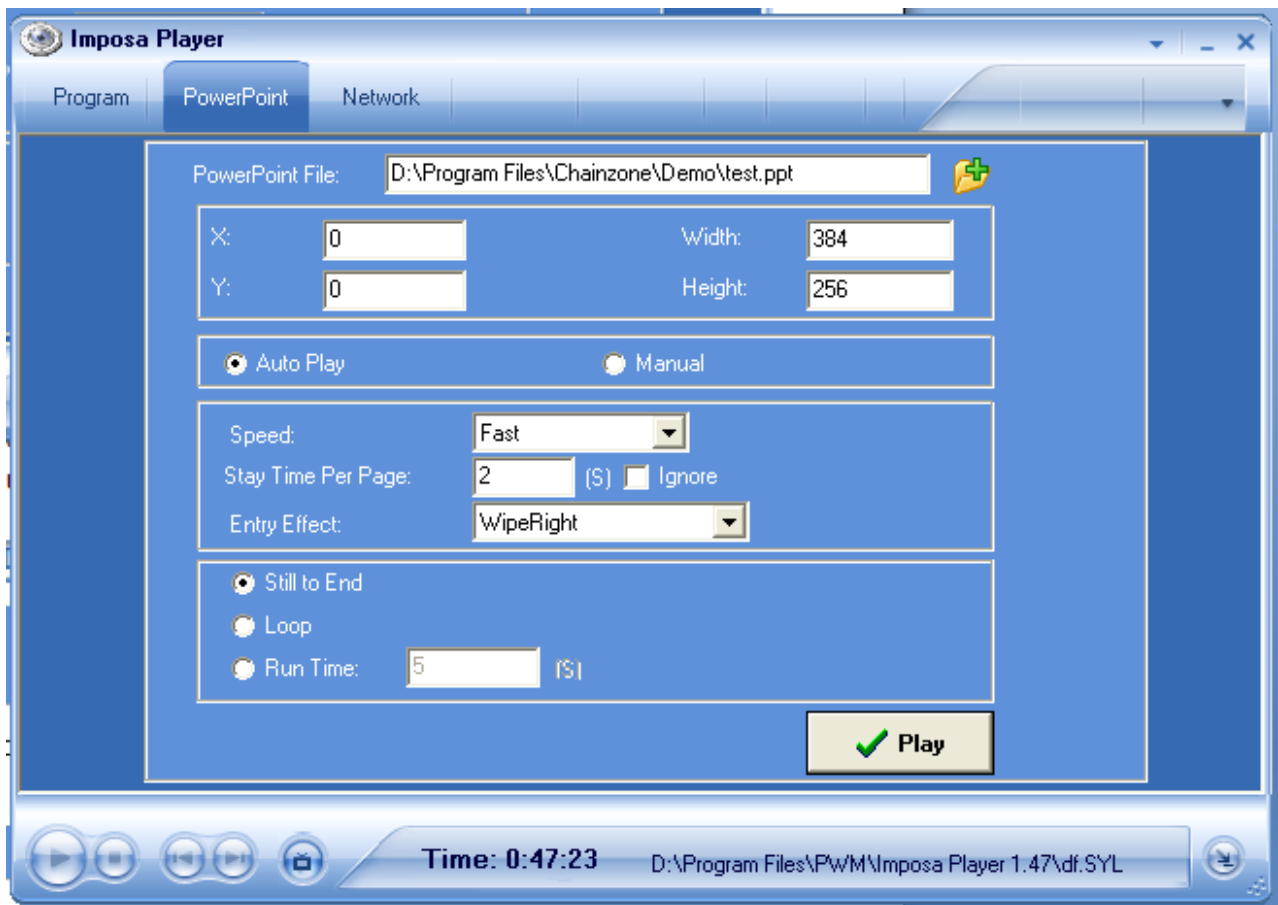 Imposa Player
Program PowerPoint Network
PowerPoint File: D:\Program Files\Chainzone\Demo\test.ppt
X: 0 Width: 384
Y: 0 Height: 256
Auto Play Manual
Speed: Fast
Stay Time Per Page: 2 (S) Ignore
Entry Effect: WipeRight
Still to End
Loop
Run Time: 5 (S)
Play
Time: 0:47:23 D:\Program Files\PWM\Imposa Player 1.47\df.SYL